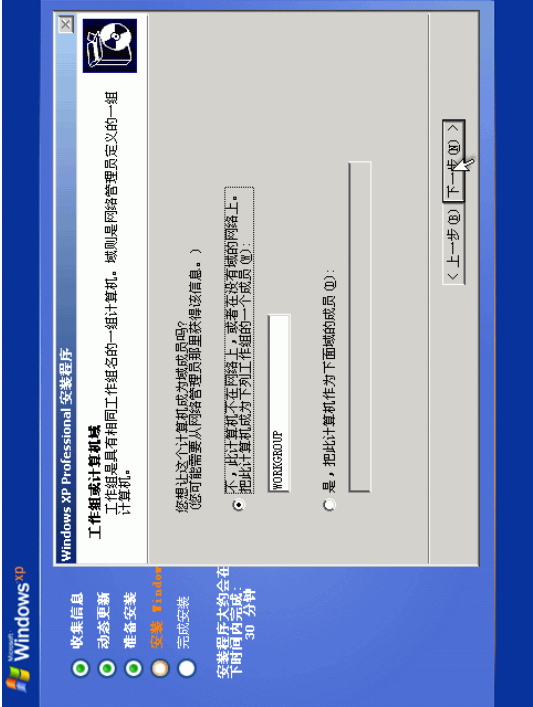 Microsoft
Windows xp
收集信息
动态更新
准备安装
安装 Window
完成安装
安装程序大约会在
下时间内完成:
30 分钟
Windows XP Professional 安装程序
工作组或计算机域
工作组是具有相同工作组名的一组计算机。域则是网络管理员定义的一组
计算机。
您想让这个计算机成为域成员吗?
(您可能需要从网络管理员那里获得该信息。)
不,此计算机不在网络上,或者在没有域的网络上。
把此计算机成为下列工作组的一个成员(W):
WORKGROUP
是,把此计算机作为下面域的成员(D):
< 上一步(B)
下一步(N) >